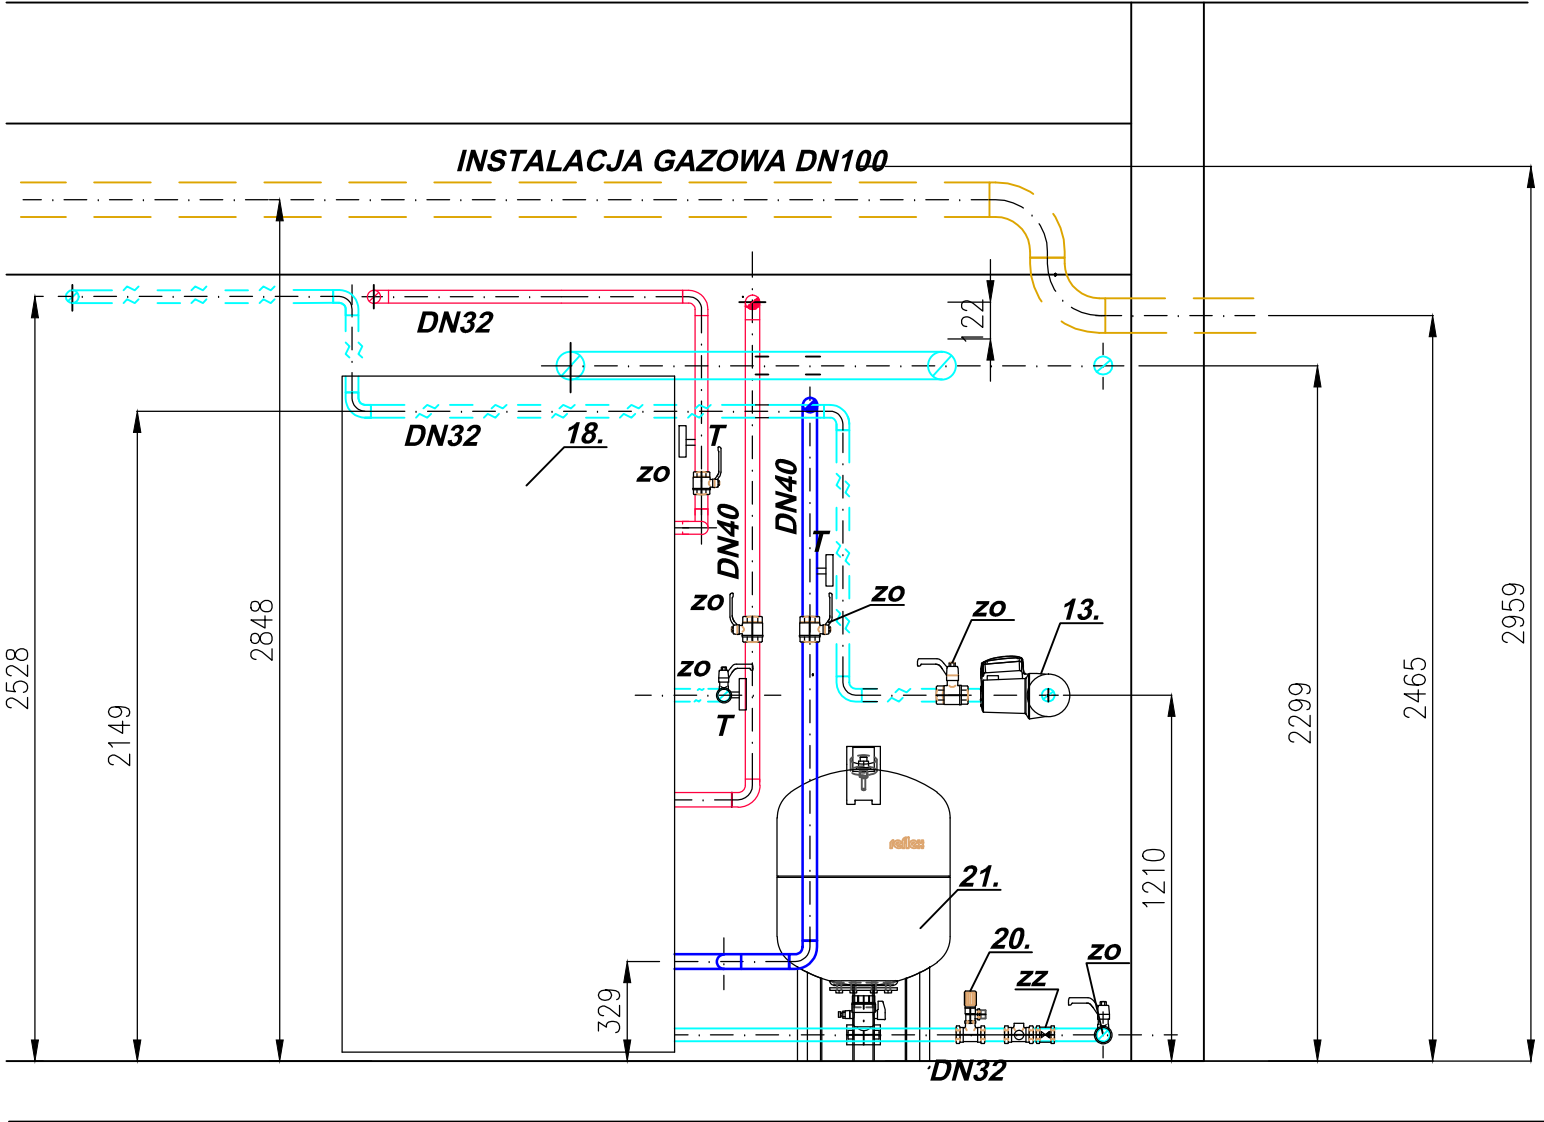 INSTALACJA GAZOWA DN100
DN32
122
DN32
18.
T
zo
DN40
DN40
T
zo
zo
zo
13.
zo
T
2528
2149
2848
2959
2465
2299
1210
reflex
21.
20.
zo
zz
329
DN32